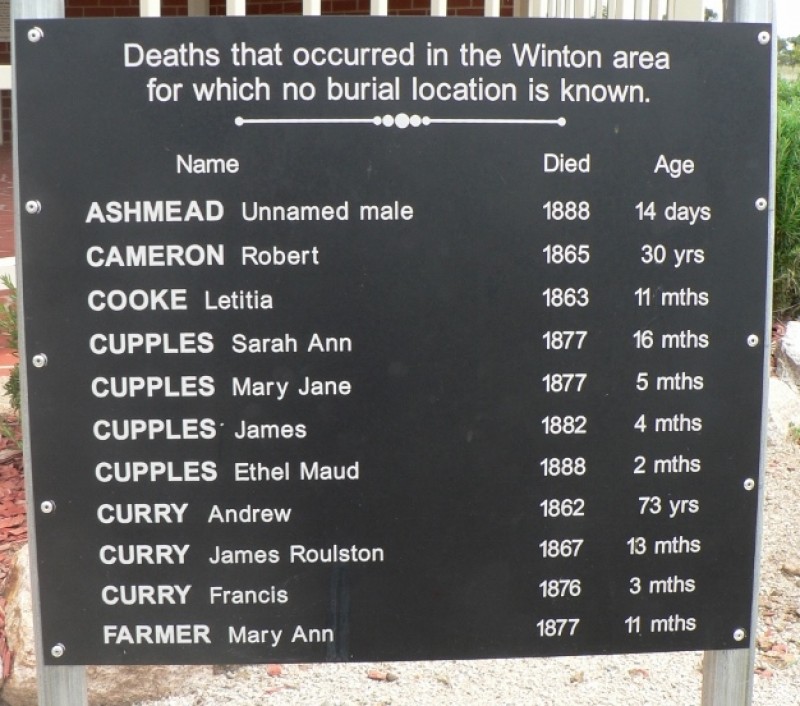 Deaths that occurred in the Winton area
for which no burial location is known.
Name Died Age
ASHMEAD Unnamed male 1888 14 days
CAMERON Robert 1865 30 yrs
COOKE Letitia 1863 11 mths
CUPPLES Sarah Ann 1877 16 mths
CUPPLES Mary Jane 1877 5 mths
CUPPLES James 1882 4 mths
CUPPLES Ethel Maud 1888 2 mths
CURRY Andrew 1862 73 yrs
CURRY James Roulston 1867 13 mths
CURRY Francis 1876 3 mths
FARMER Mary Ann 1877 11 mths